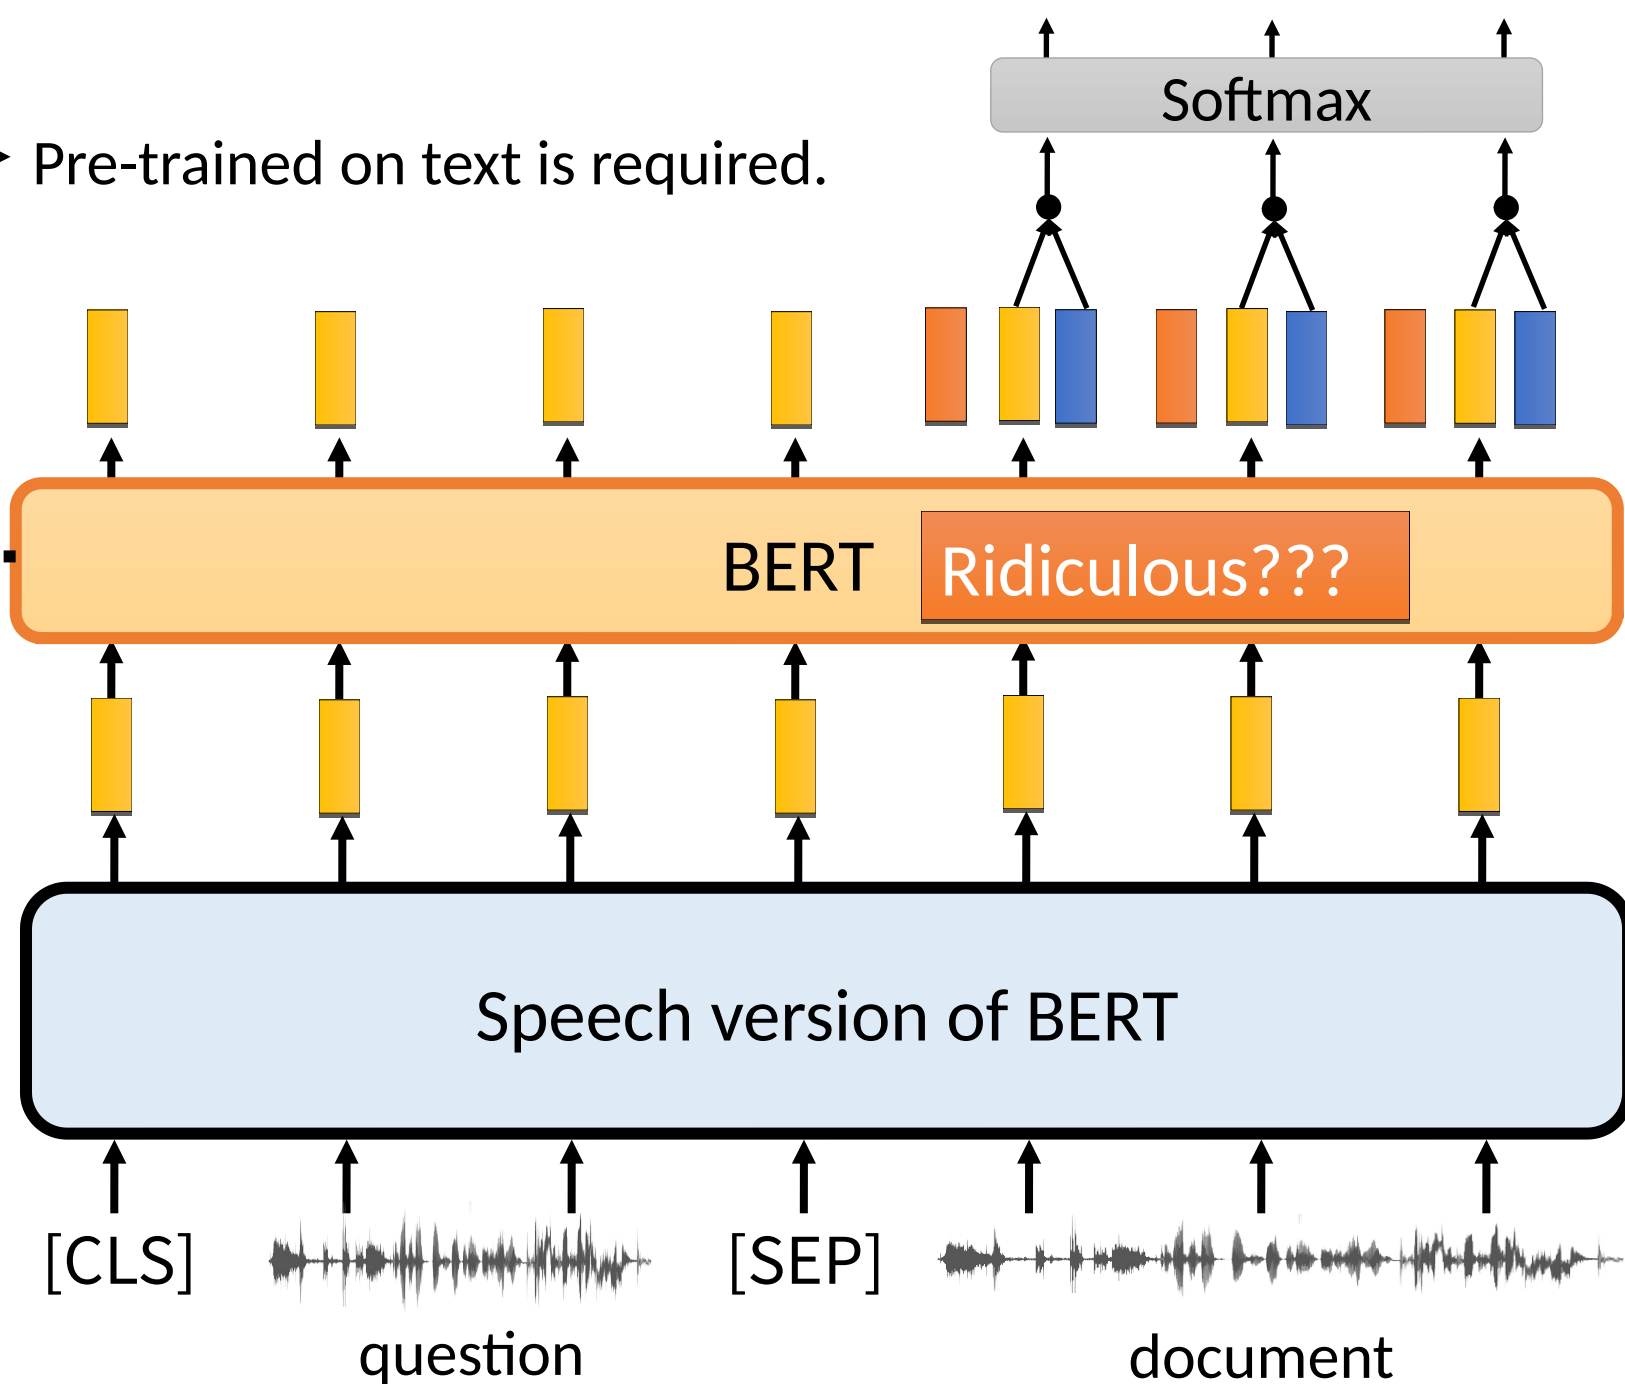 Softmax
Pre-trained on text is required.
BERT
Ridiculous???
Speech version of BERT
[CLS]
[SEP]
question
document